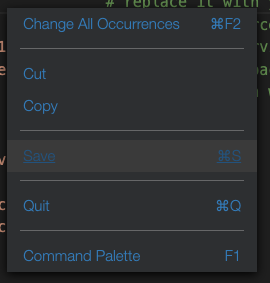 # replace it with
Change All Occurrences ⌘F2
Cut
Copy
Save ⌘S
Quit ⌘Q
Command Palette F1